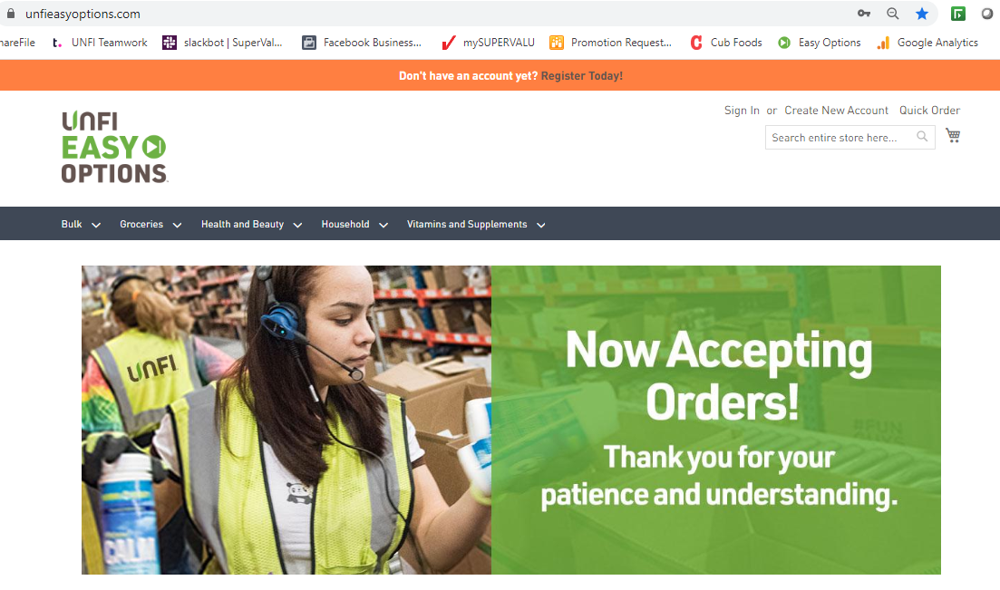 unfieasyoptions.com
nareFile t. UNFI Teamwork slackbot | SuperVal... Facebook Business... mySUPERVALU Promotion Request... Cub Foods Easy Options Google Analytics
Don't have an account yet? Register Today!
Sign In or Create New Account Quick Order
Search entire store here...
UNFI
EASY
OPTIONS
Bulk Groceries Health and Beauty Household Vitamins and Supplements
UNFI
CALM
Now Accepting
Orders!
Thank you for your
patience and understanding.